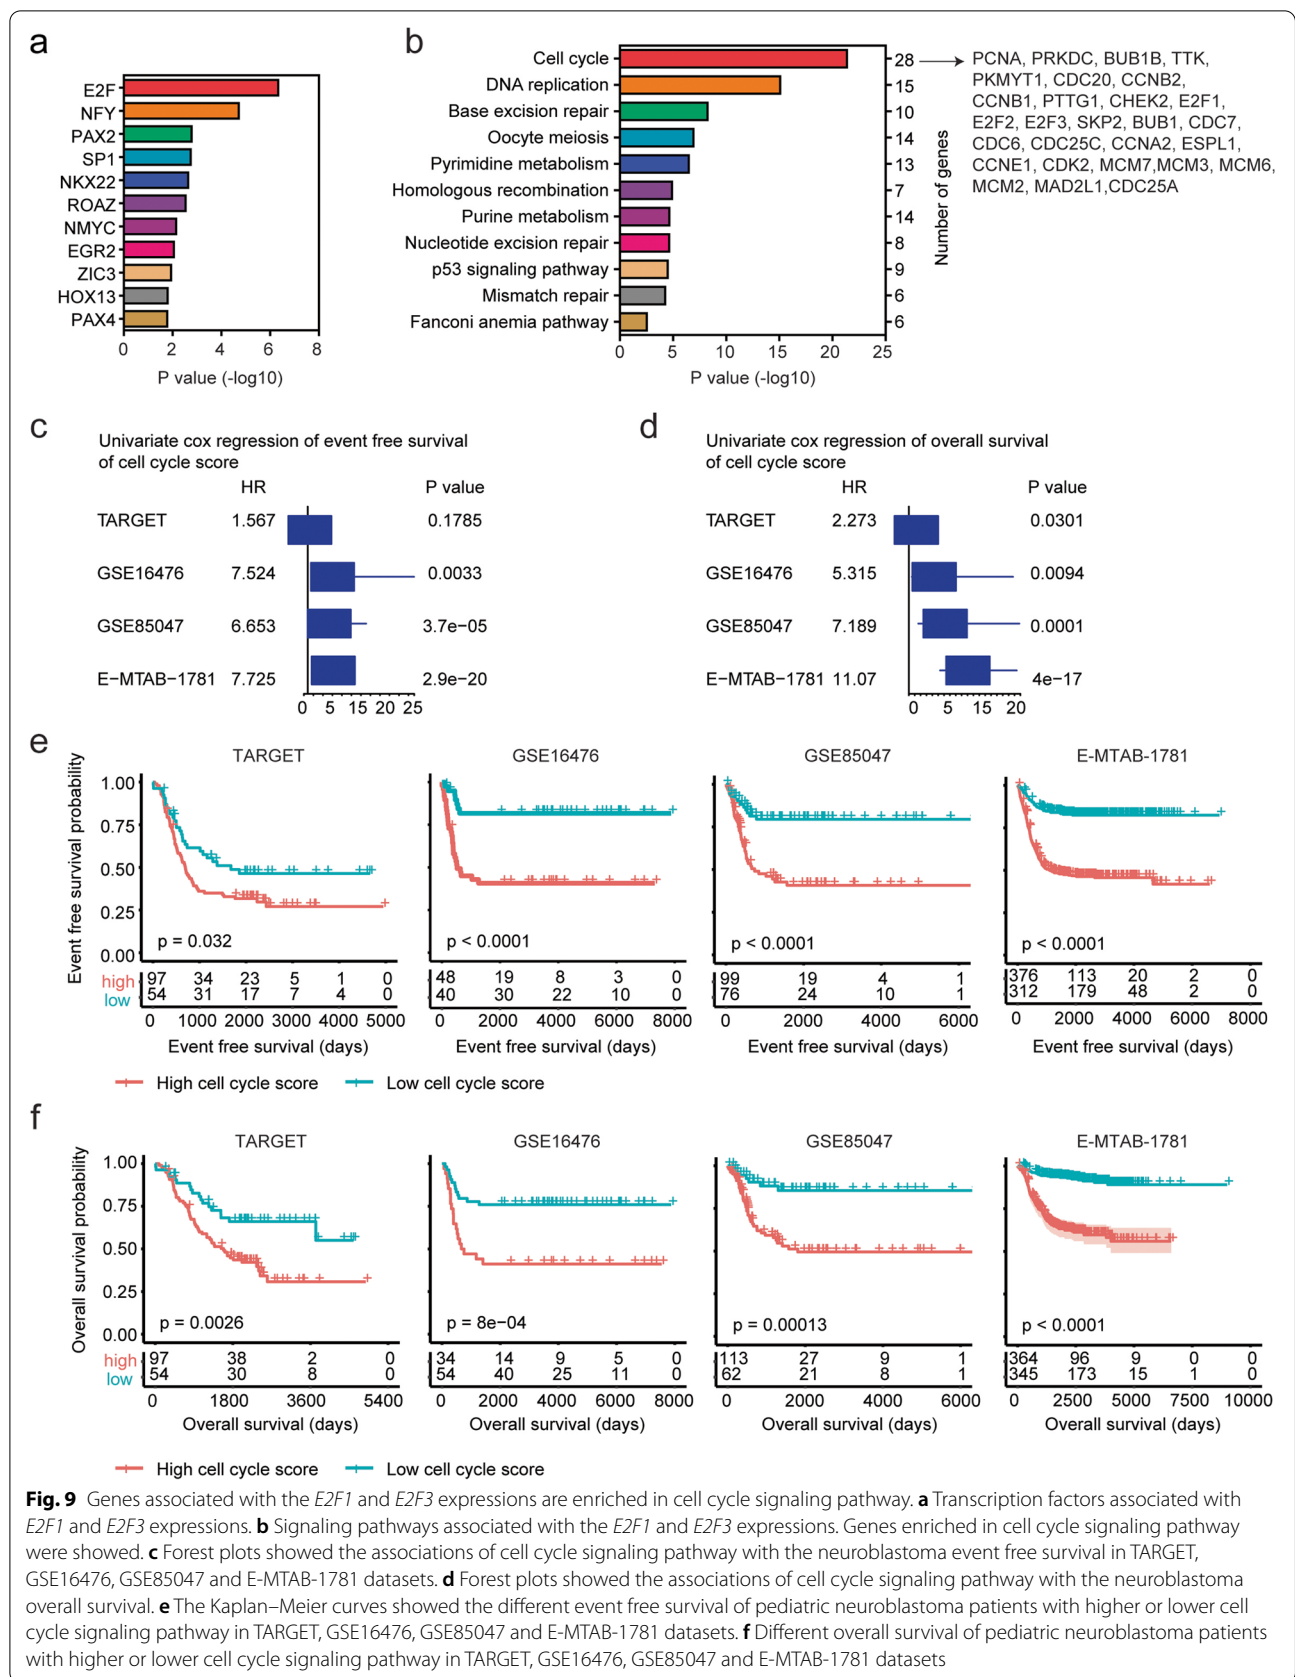 a
E2F
NFY
PAX2
SP1
NKX22
ROAZ
NMYC
EGR2
ZIC3
HOX13
PAX4
0 2 4 6 8
P value (-log10)
b
Cell cycle 28
DNA replication 15
Base excision repair 10
Oocyte meiosis 14
Pyrimidine metabolism 13
Homologous recombination 7
Purine metabolism 14
Nucleotide excision repair 8
p53 signaling pathway 9
Mismatch repair 6
Fanconi anemia pathway 6
0 5 10 15 20 25
P value (-log10)
Number of genes
PCNA, PRKDC, BUB1B, TTK,
PKMYT1, CDC20, CCNB2,
CCNB1, PTTG1, CHEK2, E2F1,
E2F2, E2F3, SKP2, BUB1, CDC7,
CDC6, CDC25C, CCNA2, ESPL1,
CCNE1, CDK2, MCM7,MCM3, MCM6,
MCM2, MAD2L1,CDC25A
c
Univariate cox regression of event free survival
of cell cycle score
HR P value
TARGET 1.567 0.1785
GSE16476 7.524 0.0033
GSE85047 6.653 3.7e−05
E−MTAB−1781 7.725 2.9e−20
0 5 15 20 25
d
Univariate cox regression of overall survival
of cell cycle score
HR P value
TARGET 2.273 0.0301
GSE16476 5.315 0.0094
GSE85047 7.189 0.0001
E−MTAB−1781 11.07 4e−17
0 5 15 20
e
Event free survival probability
TARGET
1.00
0.75
0.50
0.25
0.00
p = 0.032
high 97 34 23 5 1 0
low 54 31 17 7 4 0
0 1000 2000 3000 4000 5000
Event free survival (days)
GSE16476
p < 0.0001
48 19 8 3 0
40 30 22 10 0
0 2000 4000 6000 8000
Event free survival (days)
GSE85047
p < 0.0001
99 19 4 1
76 24 10 1
0 2000 4000 6000
Event free survival (days)
E-MTAB-1781
p < 0.0001
376 113 20 2 0
312 179 48 2 0
0 2000 4000 6000 8000
Event free survival (days)
High cell cycle score Low cell cycle score
f
Overall survival probability
TARGET
1.00
0.75
0.50
0.25
0.00
p = 0.0026
high 97 38 2 0
low 54 30 8 0
0 1800 3600 5400
Overall survival (days)
GSE16476
p = 8e−04
34 14 9 5 0
54 40 25 11 0
0 2000 4000 6000 8000
Overall survival (days)
GSE85047
p = 0.00013
113 27 9 1
62 21 8 1
0 2000 4000 6000
Overall survival (days)
E-MTAB-1781
p < 0.0001
364 96 9 0 0
345 173 15 1 0
0 2500 5000 7500 10000
Overall survival (days)
High cell cycle score Low cell cycle score
Fig. 9 Genes associated with the E2F1 and E2F3 expressions are enriched in cell cycle signaling pathway. a Transcription factors associated with
E2F1 and E2F3 expressions. b Signaling pathways associated with the E2F1 and E2F3 expressions. Genes enriched in cell cycle signaling pathway
were showed. c Forest plots showed the associations of cell cycle signaling pathway with the neuroblastoma event free survival in TARGET,
GSE16476, GSE85047 and E-MTAB-1781 datasets. d Forest plots showed the associations of cell cycle signaling pathway with the neuroblastoma
overall survival. e The Kaplan–Meier curves showed the different event free survival of pediatric neuroblastoma patients with higher or lower cell
cycle signaling pathway in TARGET, GSE16476, GSE85047 and E-MTAB-1781 datasets. f Different overall survival of pediatric neuroblastoma patients
with higher or lower cell cycle signaling pathway in TARGET, GSE16476, GSE85047 and E-MTAB-1781 datasets